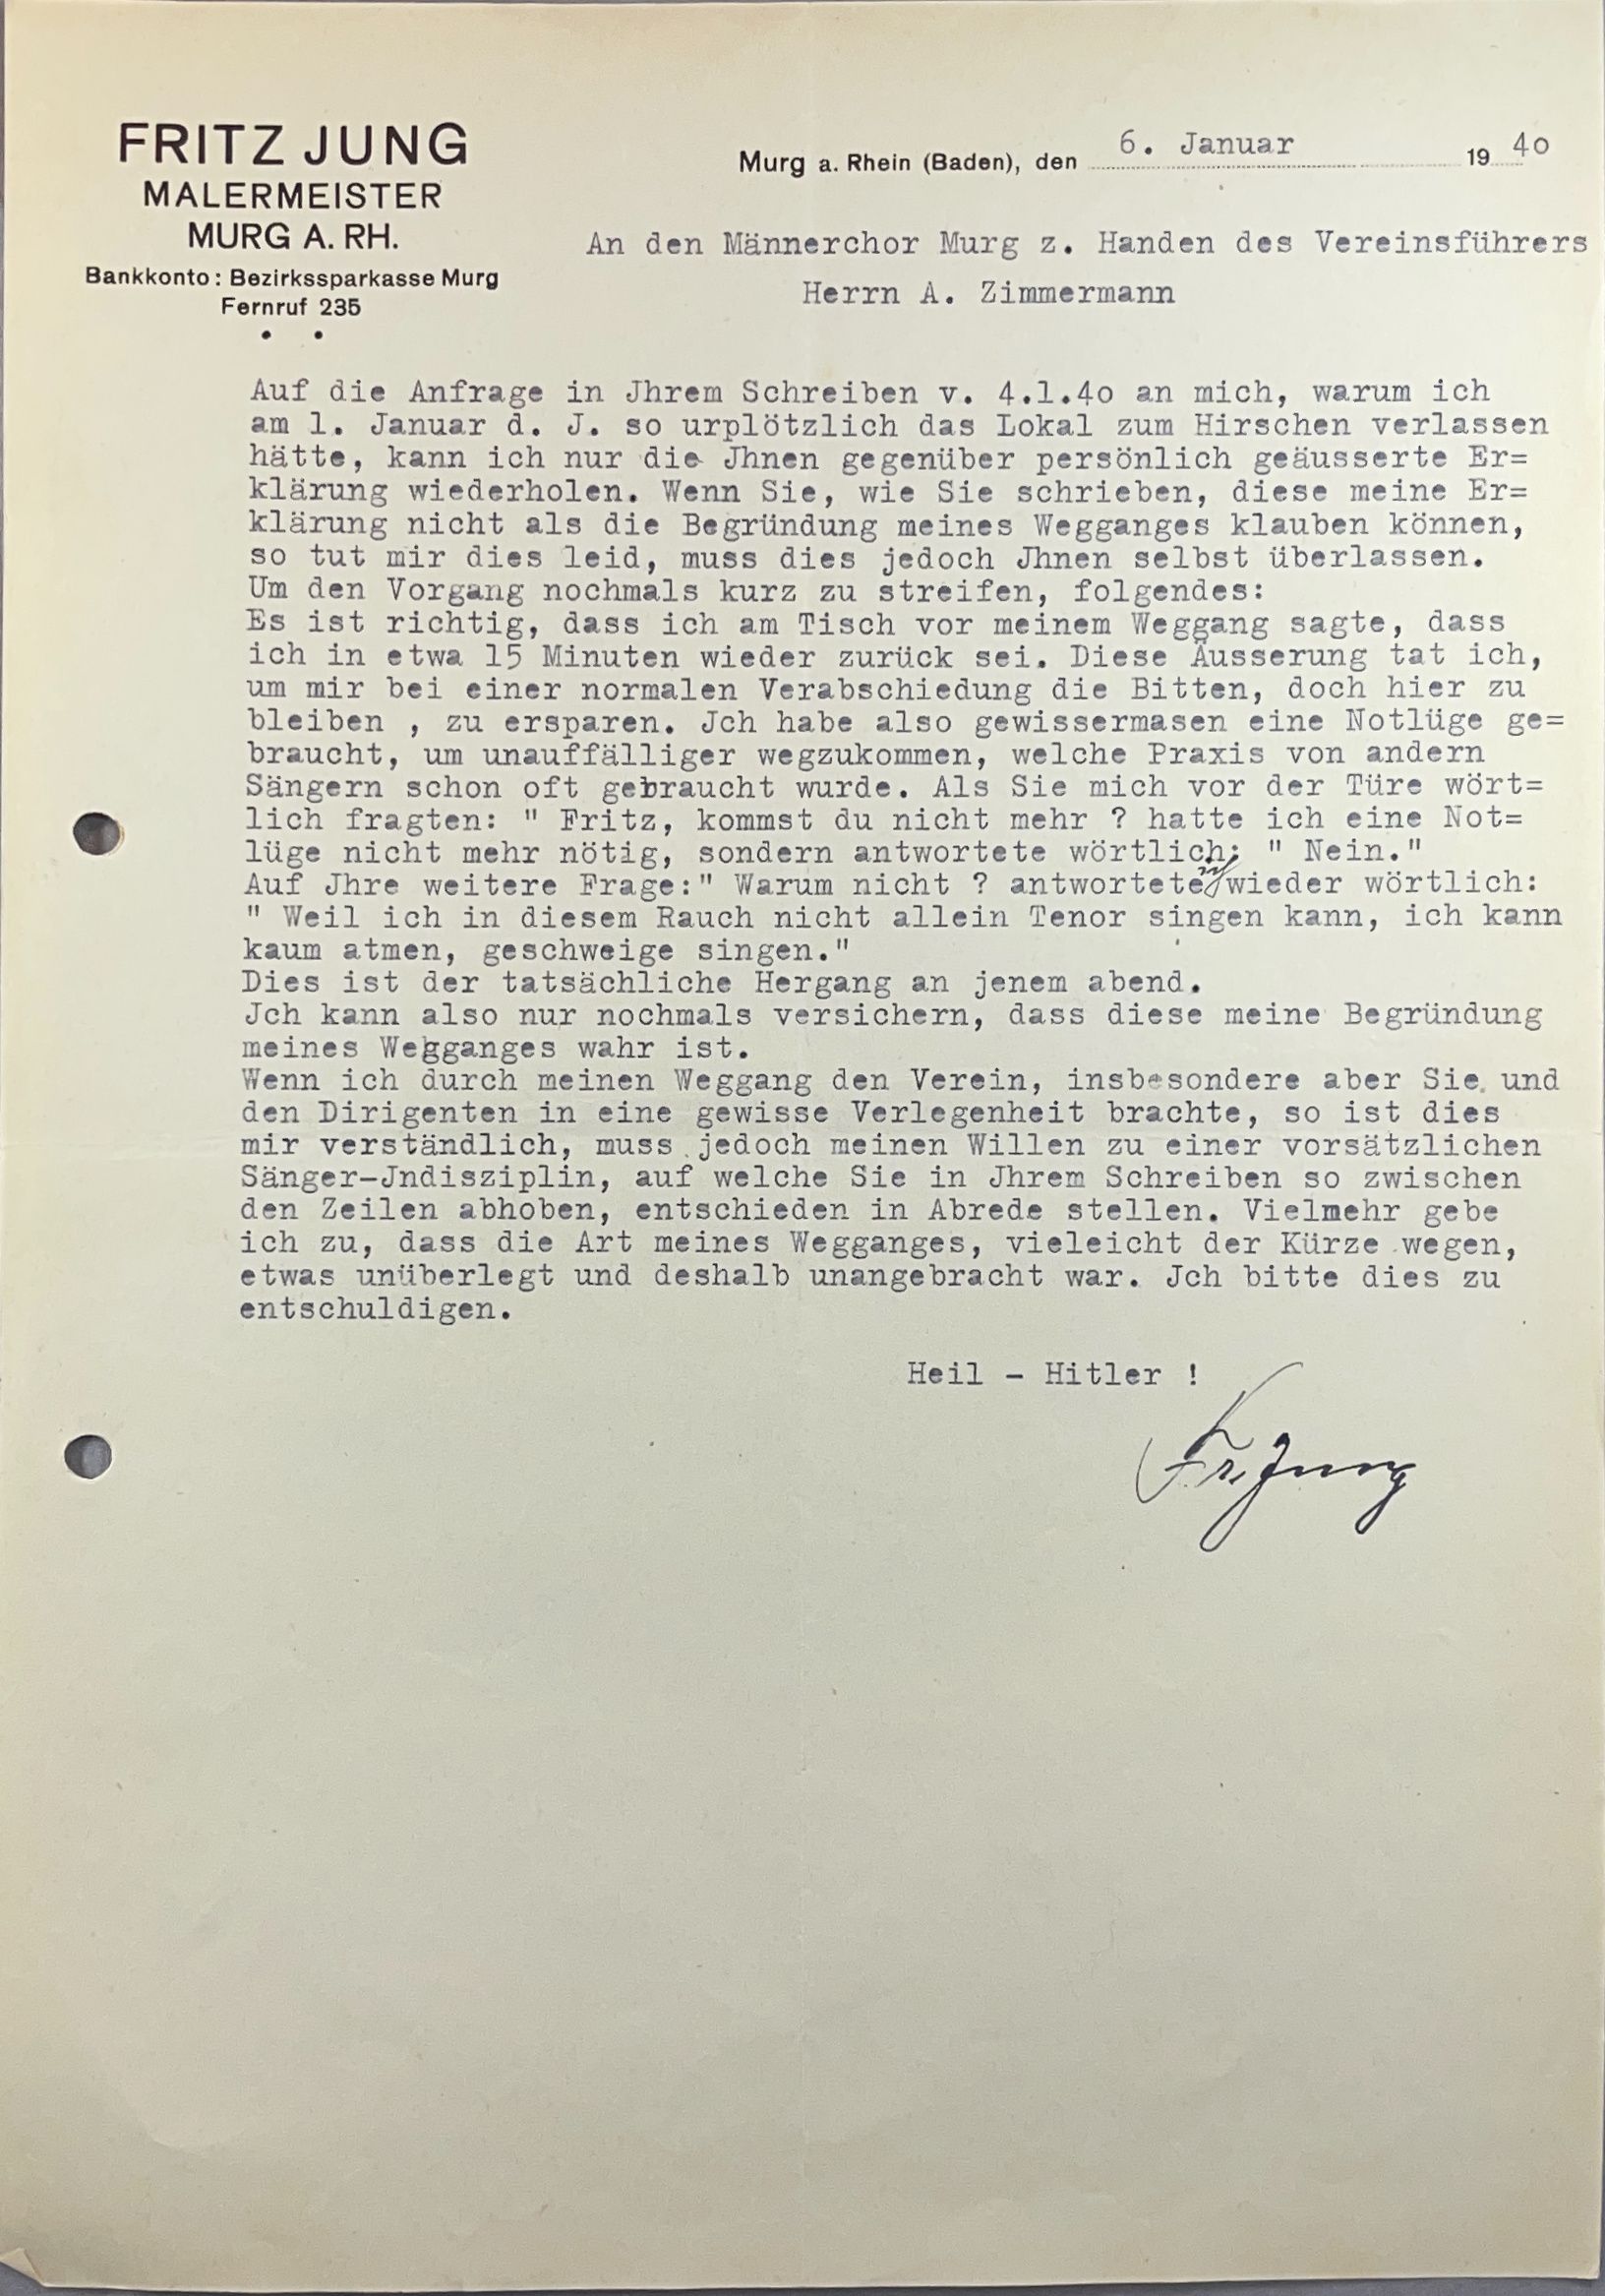 FRITZ JUNG
MALERMEISTER
MURG A. RH.
Bankkonto: Bezirkssparkasse Murg
Fernruf 235
Murg a. Rhein (Baden), den 6. Januar 19 4o
An den Männerchor Murg z. Handen des Vereinsführers
Herrn A. Zimmermann
Auf die Anfrage in Jhrem Schreiben v. 4.1.4o an mich, warum ich
am 1. Januar d. J. so urplötzlich das Lokal zum Hirschen verlassen
hätte, kann ich nur die Jhnen gegenüber persönlich geäusserte Er=
klärung wiederholen. Wenn Sie, wie Sie schrieben, diese meine Er=
klärung nicht als die Begründung meines Wegganges klauben können,
so tut mir dies leid, muss dies jedoch Jhnen selbst überlassen.
Um den Vorgang nochmals kurz zu streifen, folgendes:
Es ist richtig, dass ich am Tisch vor meinem Weggang sagte, dass
ich in etwa 15 Minuten wieder zurück sei. Diese Äusserung tat ich,
um mir bei einer normalen Verabschiedung die Bitten, doch hier zu
bleiben , zu ersparen. Jch habe also gewissermasen eine Notlüge ge=
braucht, um unauffälliger wegzukommen, welche Praxis von andern
Sängern schon oft gebraucht wurde. Als Sie mich vor der Türe wört=
lich fragten: " Fritz, kommst du nicht mehr ? hatte ich eine Not=
lüge nicht mehr nötig, sondern antwortete wörtlich: " Nein."
Auf Jhre weitere Frage:" Warum nicht ? antwortete ich wieder wörtlich:
" Weil ich in diesem Rauch nicht allein Tenor singen kann, ich kann
kaum atmen, geschweige singen."
Dies ist der tatsächliche Hergang an jenem abend.
Jch kann also nur nochmals versichern, dass diese meine Begründung
meines Wegganges wahr ist.
Wenn ich durch meinen Weggang den Verein, insbesondere aber Sie und
den Dirigenten in eine gewisse Verlegenheit brachte, so ist dies
mir verständlich, muss jedoch meinen Willen zu einer vorsätzlichen
Sänger-Jndisziplin, auf welche Sie in Jhrem Schreiben so zwischen
den Zeilen abhoben, entschieden in Abrede stellen. Vielmehr gebe
ich zu, dass die Art meines Wegganges, vieleicht der Kürze wegen,
etwas unüberlegt und deshalb unangebracht war. Jch bitte dies zu
entschuldigen.
Heil - Hitler !
Fr. Jung